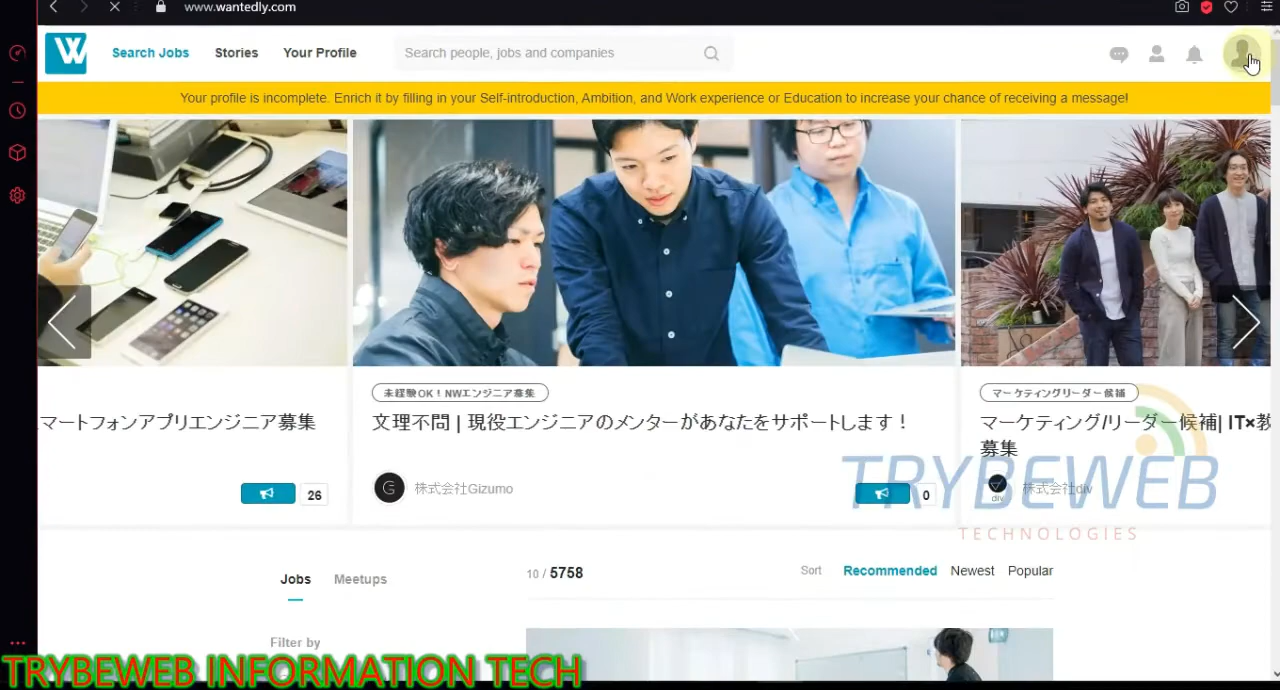 www.wantedly.com
W
Search Jobs
Stories
Your Profile
Search people, jobs and companies
Your profile is incomplete. Enrich it by filling in your Self-introduction, Ambition, and Work experience or Education to increase your chance of receiving a message!
未経験OK！NWエンジニア募集
マーケティングリーダー候補
マートフォンアプリエンジニア募集
文理不問 | 現役エンジニアのメンターがあなたをサポートします！
マーケティング/リーダー候補| IT×教
募集
26
G
株式会社Gizumo
0
div
株式会社div
TRYBEWEB
TECHNOLOGIES
Jobs
Meetups
10 / 5758
Sort
Recommended
Newest
Popular
Filter by
TRYBEWEB INFORMATION TECH